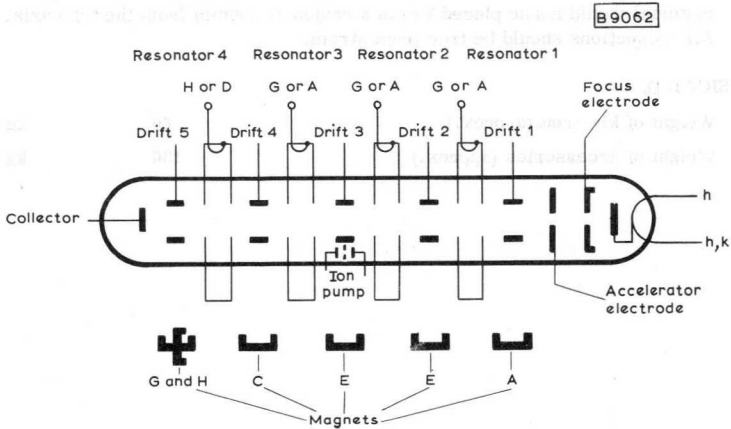 B9062
Resonator 4 Resonator 3 Resonator 2 Resonator 1
H or D G or A G or A G or A
Focus
electrode
Drift 5 Drift 4 Drift 3 Drift 2 Drift 1
Collector
h
h,k
Ion
pump
Accelerator
electrode
G and H C E E A
Magnets